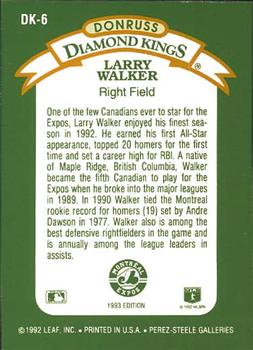 DK-6
DONRUSS
DIAMOND KINGS
®
LARRY
WALKER
Right Field
One of the few Canadians ever to star for the
Expos, Larry Walker enjoyed his finest sea-
son in 1992. He earned his first All-Star
appearance, topped 20 homers for the first
time and set a career high for RBI. A native
of Maple Ridge, British Columbia, Walker
became the fifth Canadian to play for the
Expos when he broke into the major leagues
in 1989. In 1990 Walker tied the Montreal
rookie record for homers (19) set by Andre
Dawson in 1977. Walker also is among the
best defensive rightfielders in the game and
is annually among the league leaders in
assists.
MONTREAL
EXPOS
1993 EDITION
© 1992 MLBPA
©1992 LEAF, INC. • PRINTED IN U.S.A. • PEREZ-STEELE GALLERIES